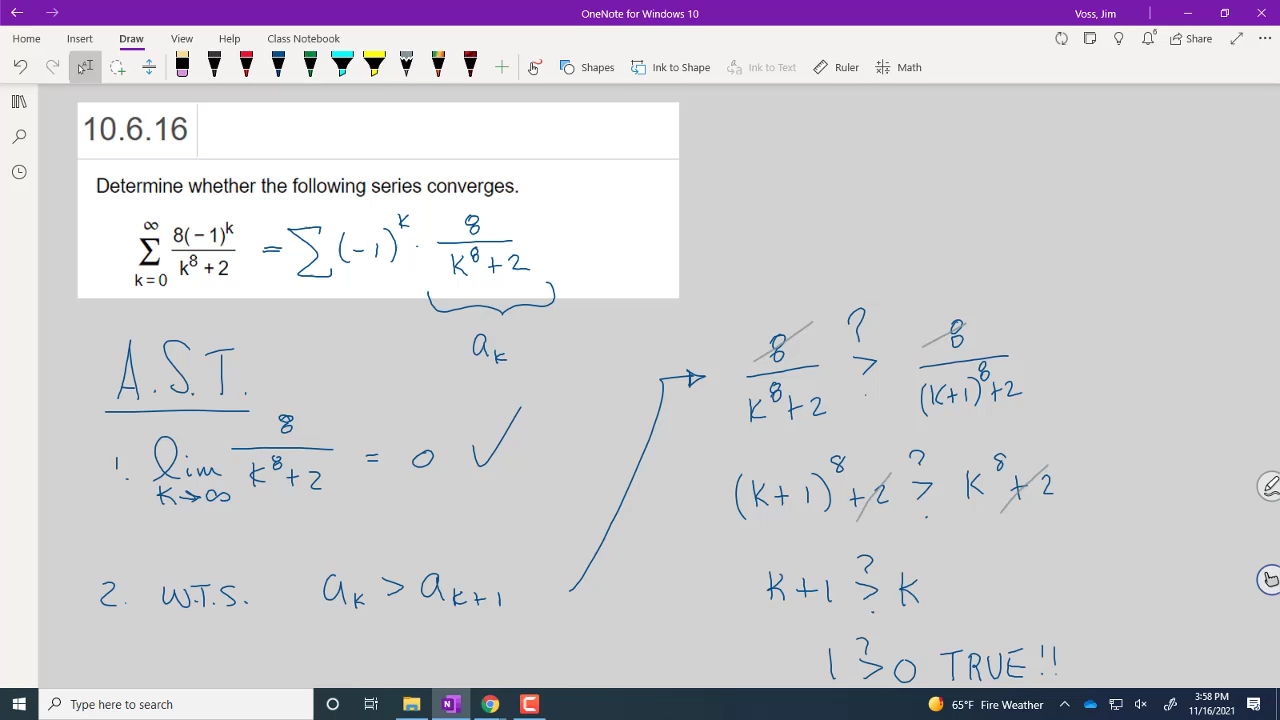 OneNote for Windows 10
Voss, Jim
Home Insert Draw View Help Class Notebook
Share
Shapes Ink to Shape Ink to Text Ruler Math
10.6.16
Determine whether the following series converges.
∞ ∑ k = 0 8(−1)^k / k^8 + 2 = ∑ (-1)^k · 8 / k^8 + 2
a_k
A.S.T.
1. lim k→∞ 8 / k^8 + 2 = 0 ✓
2. W.T.S. a_k > a_k+1
8 / k^8 + 2 ?> 8 / (k+1)^8 + 2
(k+1)^8 + 2 ?> k^8 + 2
k+1 ?> k
1 ?> 0 TRUE!!
Type here to search
65°F Fire Weather
3:58 PM
11/16/2021